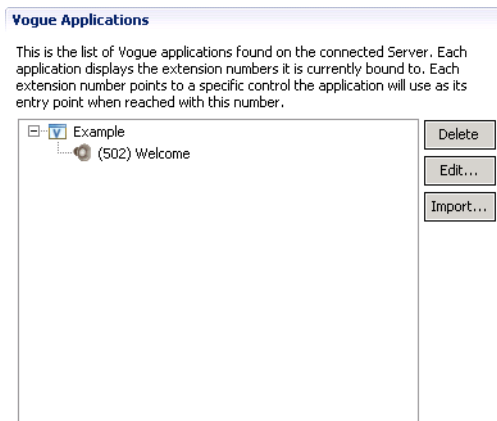 Vogue Applications
This is the list of Vogue applications found on the connected Server. Each
application displays the extension numbers it is currently bound to. Each
extension number points to a specific control the application will use as its
entry point when reached with this number.
V Example
(502) Welcome
Delete
Edit...
Import...